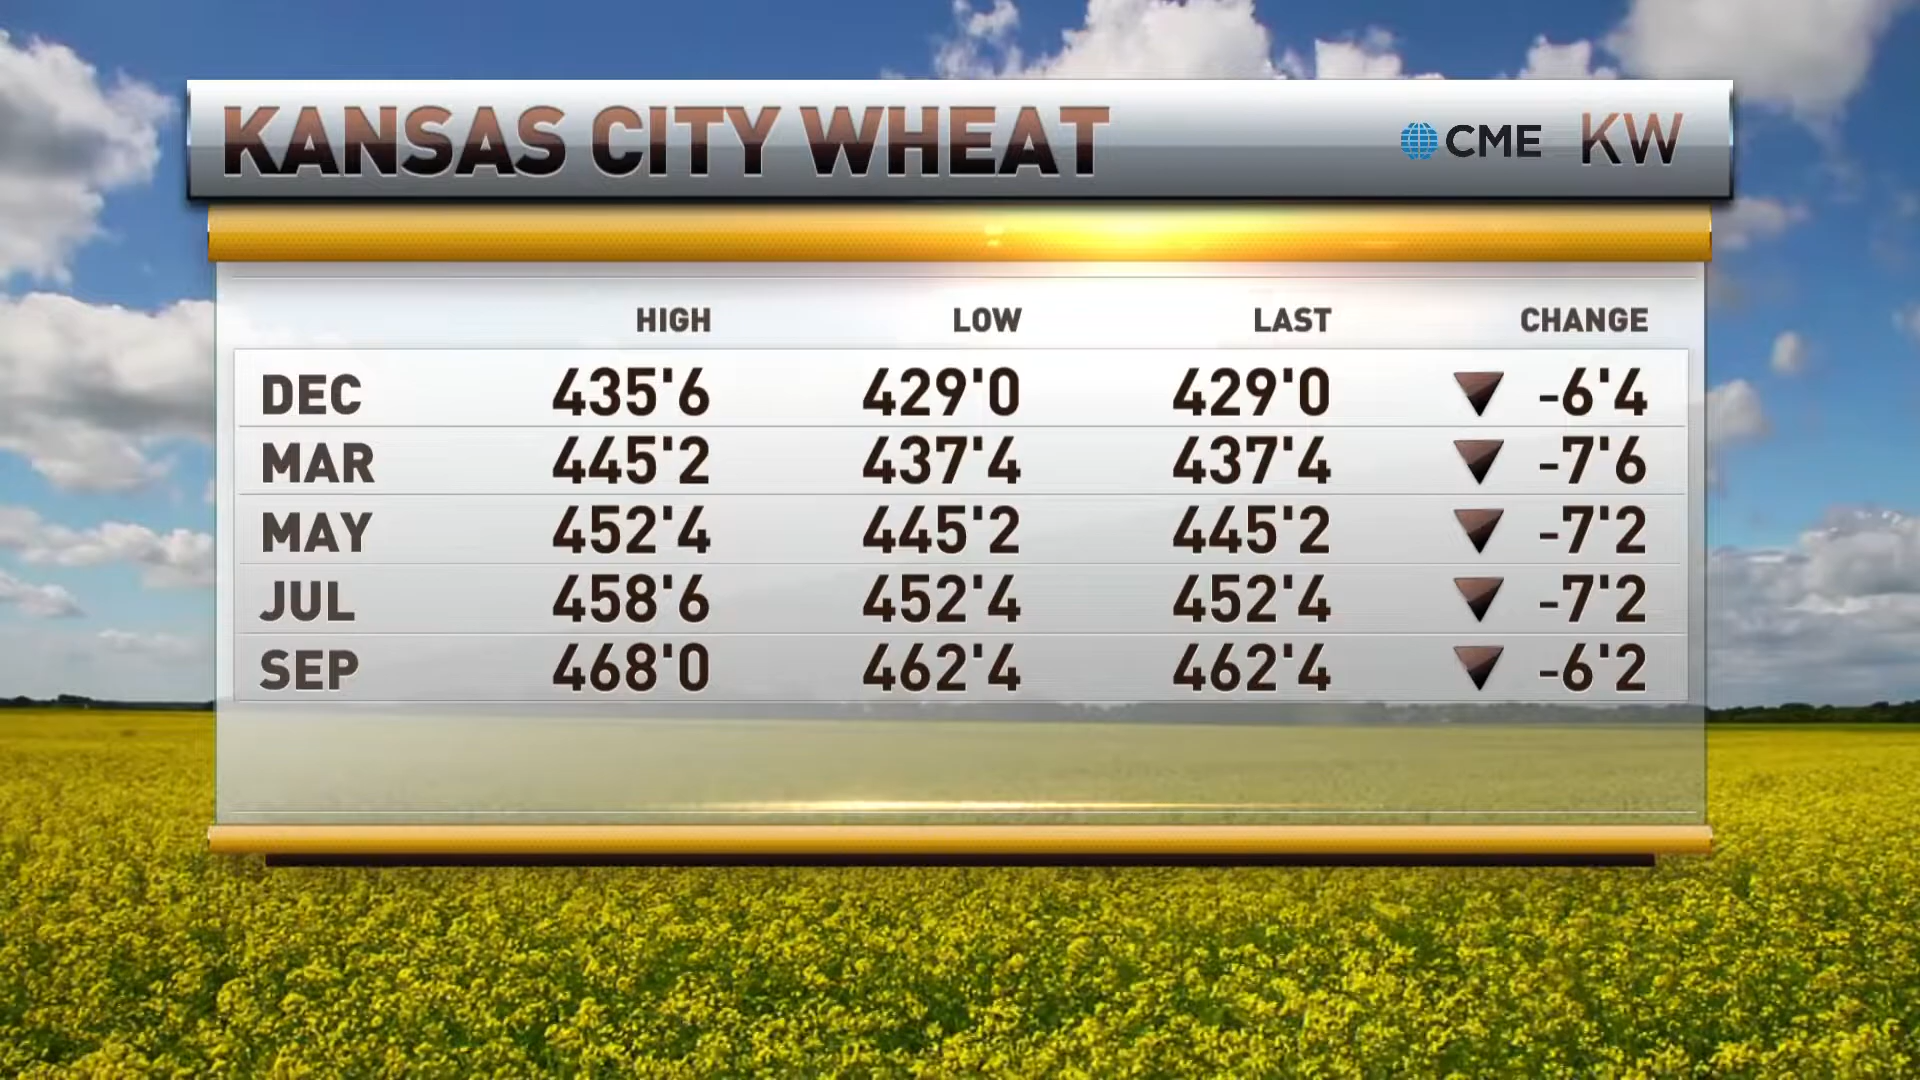 KANSAS CITY WHEAT CME KW
HIGH LOW LAST CHANGE
DEC 435'6 429'0 429'0 -6'4
MAR 445'2 437'4 437'4 -7'6
MAY 452'4 445'2 445'2 -7'2
JUL 458'6 452'4 452'4 -7'2
SEP 468'0 462'4 462'4 -6'2